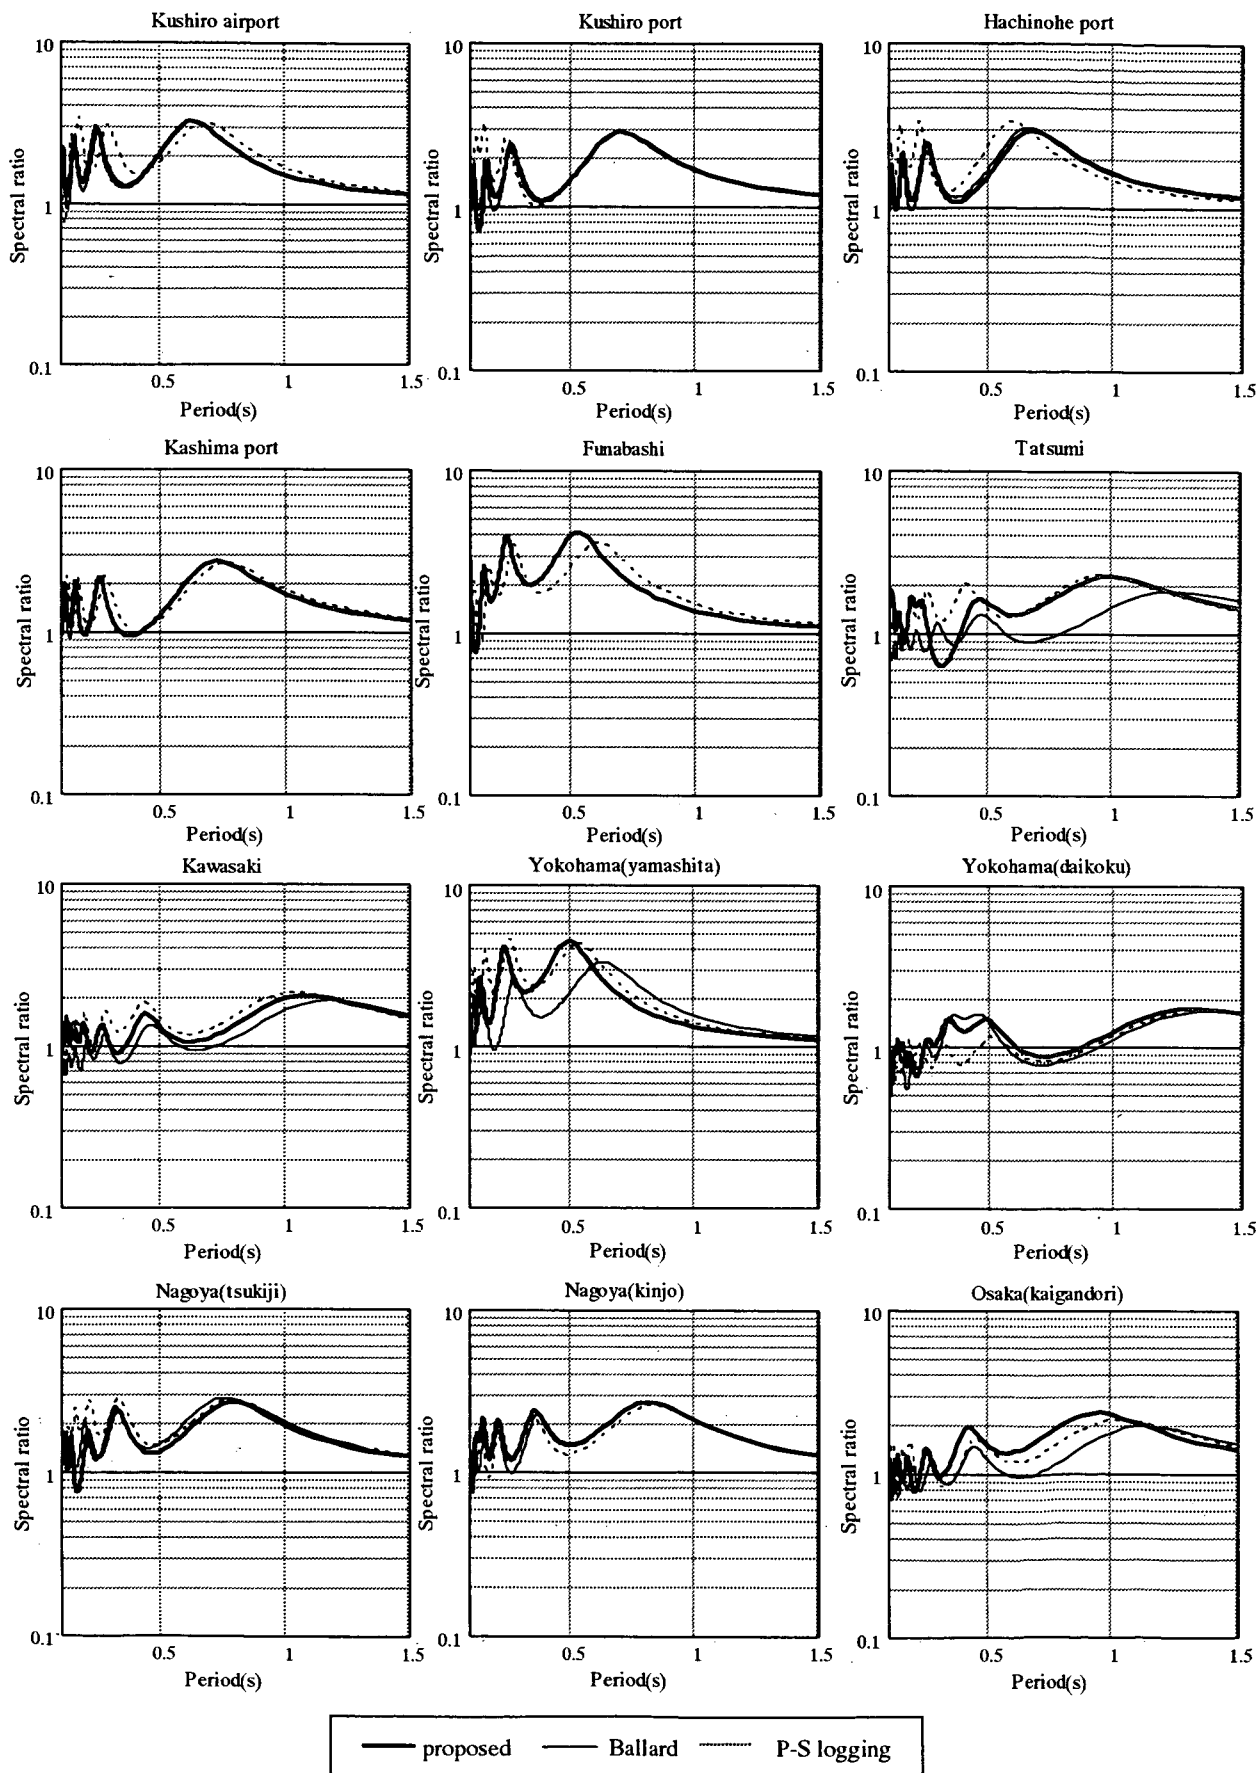 Kushiro airport
10
1
0.1
Spectral ratio
0.5
1
1.5
Period(s)
Kushiro port
10
1
0.1
Spectral ratio
0.5
1
1.5
Period(s)
Hachinohe port
10
1
0.1
Spectral ratio
0.5
1
1.5
Period(s)
Kashima port
10
1
0.1
Spectral ratio
0.5
1
1.5
Period(s)
Funabashi
10
1
0.1
Spectral ratio
0.5
1
1.5
Period(s)
Tatsumi
10
1
0.1
Spectral ratio
0.5
1
1.5
Period(s)
Kawasaki
10
1
0.1
Spectral ratio
0.5
1
1.5
Period(s)
Yokohama(yamashita)
10
1
0.1
Spectral ratio
0.5
1
1.5
Period(s)
Yokohama(daikoku)
10
1
0.1
Spectral ratio
0.5
1
1.5
Period(s)
Nagoya(tsukiji)
10
1
0.1
Spectral ratio
0.5
1
1.5
Period(s)
Nagoya(kinjo)
10
1
0.1
Spectral ratio
0.5
1
1.5
Period(s)
Osaka(kaigandori)
10
1
0.1
Spectral ratio
0.5
1
1.5
Period(s)
proposed
Ballard
P-S logging